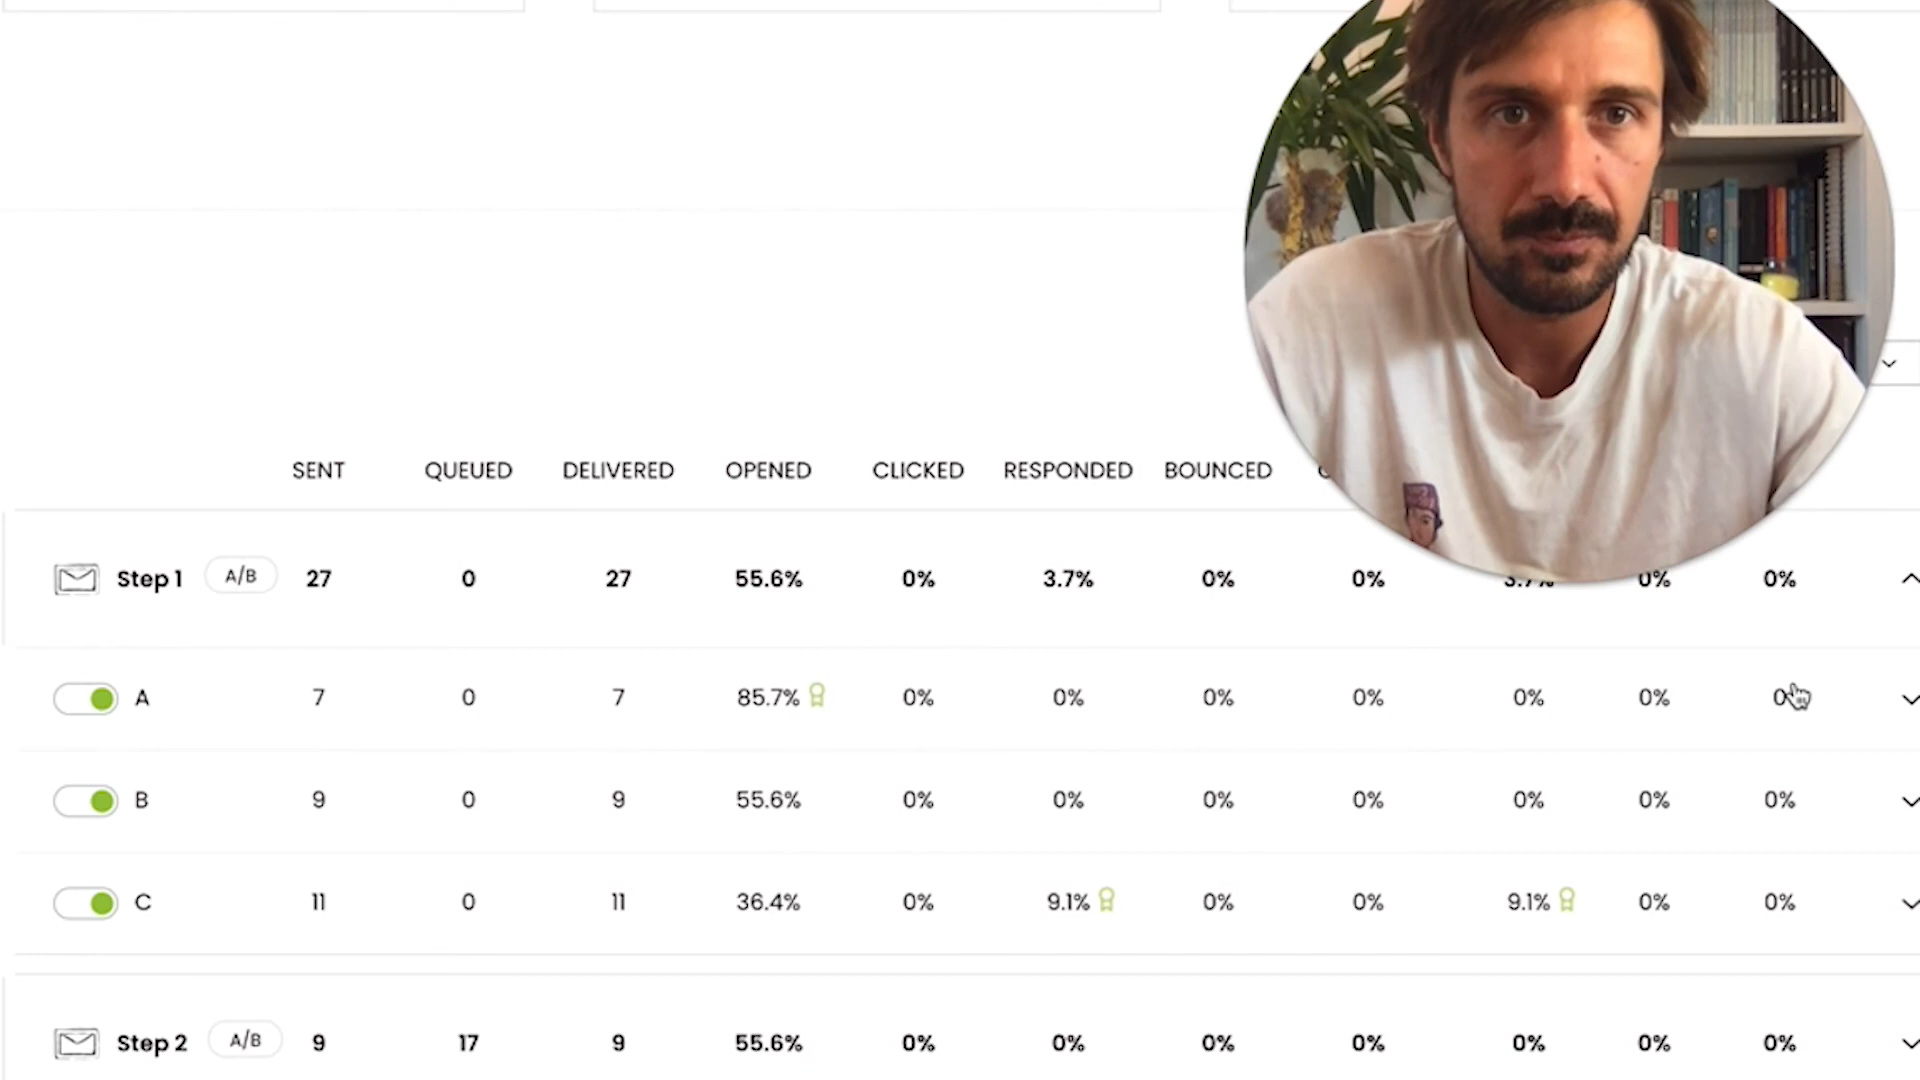 SENT QUEUED DELIVERED OPENED CLICKED RESPONDED BOUNCED
Step 1 A/B 27 0 27 55.6% 0% 3.7% 0% 0% 3.7% 0% 0%
A 7 0 7 85.7% 0% 0% 0% 0% 0% 0%
B 9 0 9 55.6% 0% 0% 0% 0% 0% 0% 0%
C 11 0 11 36.4% 0% 9.1% 0% 0% 9.1% 0% 0%
Step 2 A/B 9 17 9 55.6% 0% 0% 0% 0% 0% 0% 0%